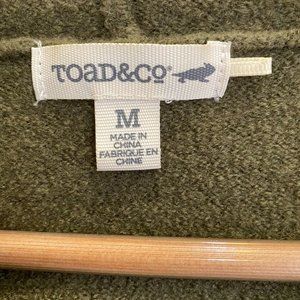 TOAD&CO®
M
MADE IN
CHINA
FABRIQUÉ EN
CHINE